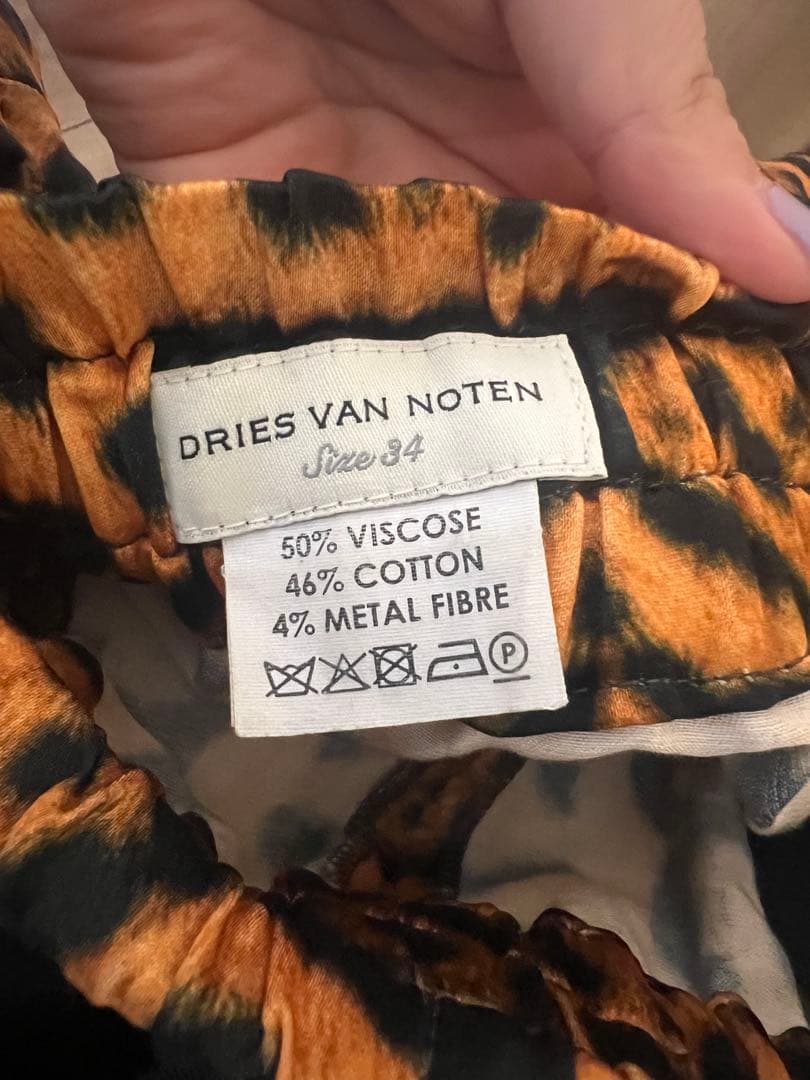 DRIES VAN NOTEN
Size 34
50% VISCOSE
46% COTTON
4% METAL FIBRE
P